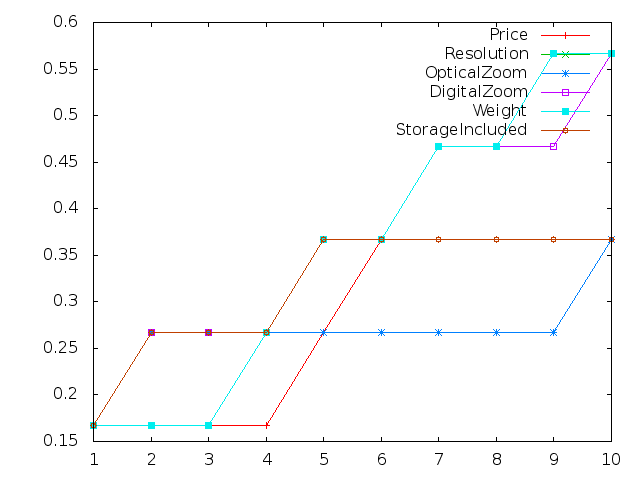 0.6
0.55
0.5
0.45
0.4
0.35
0.3
0.25
0.2
0.15
1 2 3 4 5 6 7 8 9 10
Price
Resolution
OpticalZoom
DigitalZoom
Weight
StorageIncluded